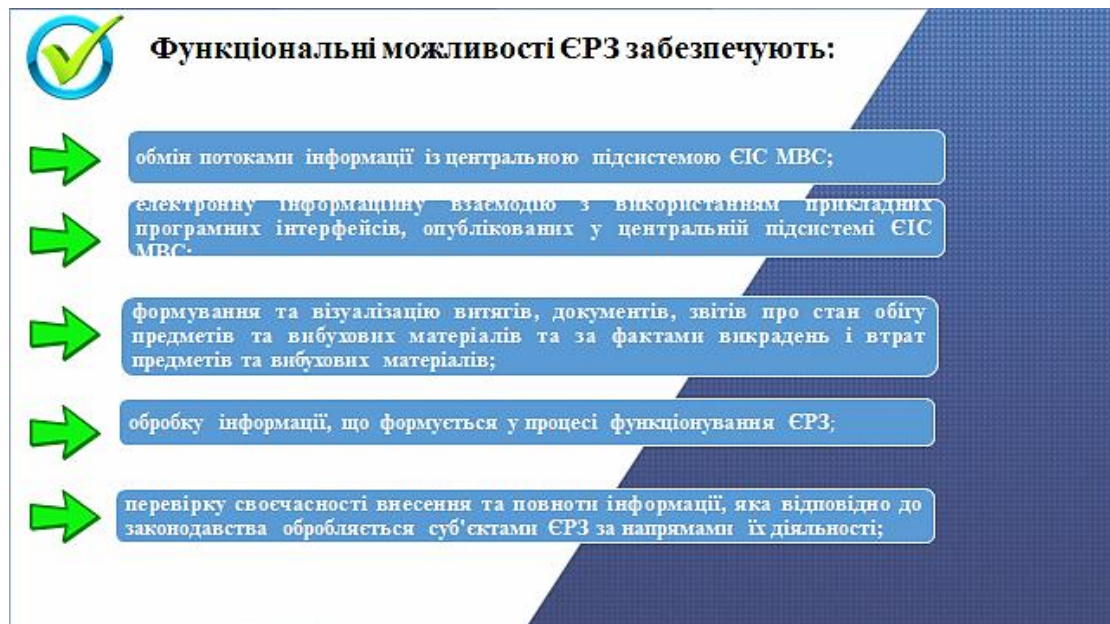 Функціональні можливості ЄРЗ забезпечують:
обмін потоками інформації із центральною підсистемою ЄІС МВС;
електронну інформаційну взаємодію з використанням прикладних
програмних інтерфейсів, опублікованих у центральній підсистемі ЄІС
МВС;
формування та візуалізацію витягів, документів, звітів про стан обігу
предметів та вибухових матеріалів та за фактами викрадень і втрат
предметів та вибухових матеріалів;
обробку інформації, що формується у процесі функціонування ЄРЗ;
перевірку своєчасності внесення та повноти інформації, яка відповідно до
законодавства обробляється суб'єктами ЄРЗ за напрямами їх діяльності;